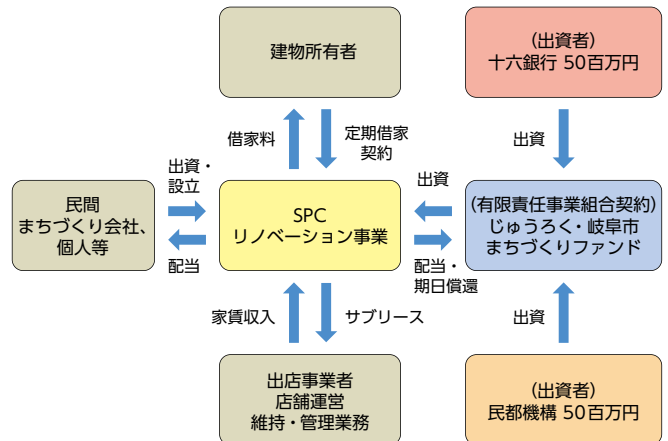 建物所有者
(出資者)
十六銀行 50百万円
借家料
定期借家
契約
出資
出資・
設立
出資
民間
まちづくり会社、
個人等
SPC
リノベーション事業
(有限責任事業組合契約)
じゅうろく・岐阜市
まちづくりファンド
配当
配当・
期日償還
家賃収入
サブリース
出資
出店事業者
店舗運営
維持・管理業務
(出資者)
民都機構 50百万円